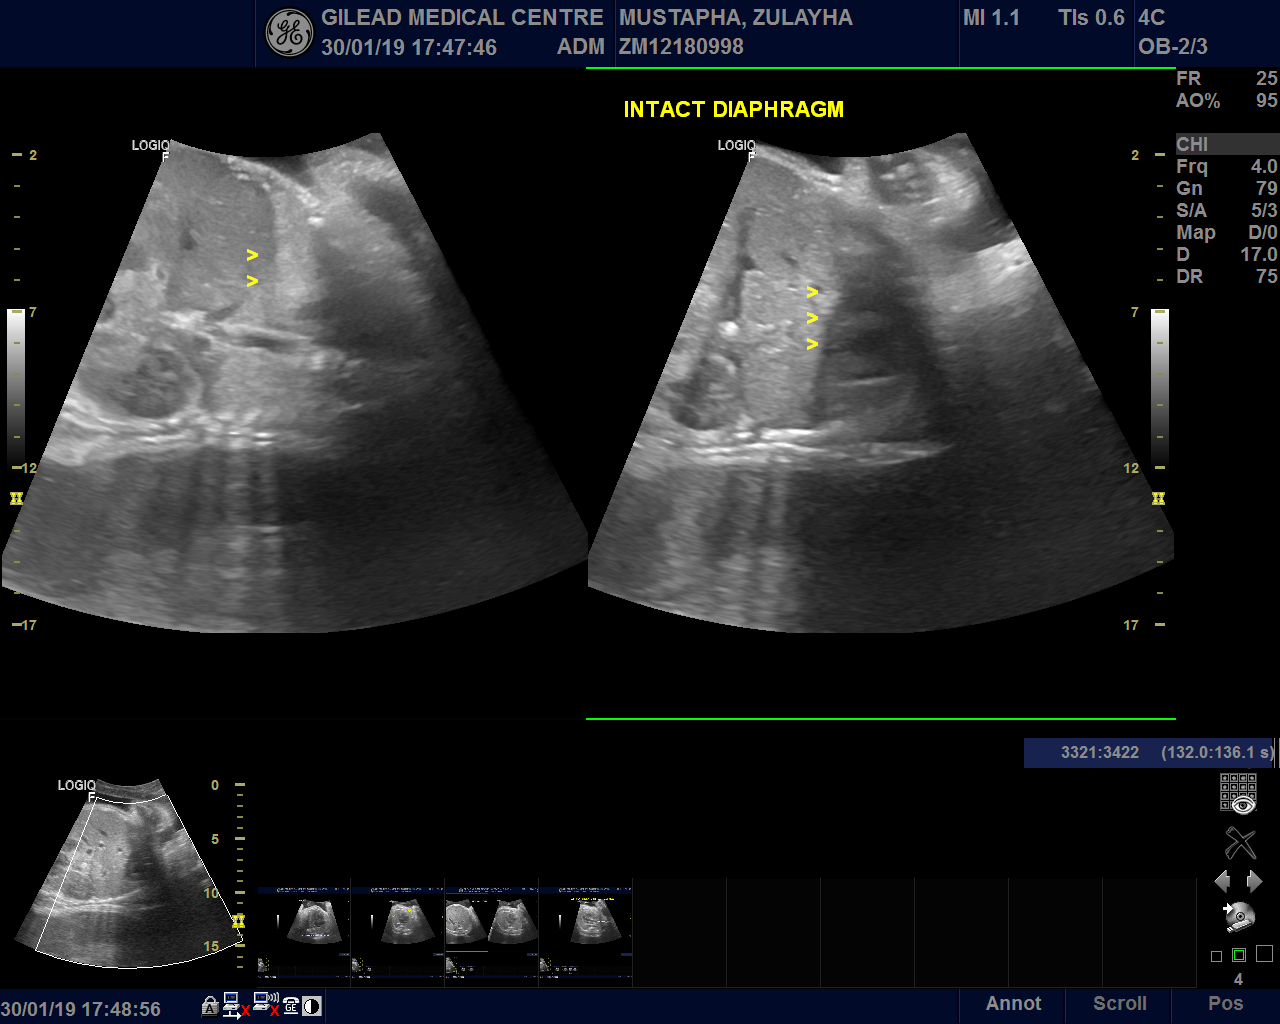 GILEAD MEDICAL CENTRE
30/01/19 17:47:46 ADM
MUSTAPHA, ZULAYHA
ZM12180998
MI 1.1 TIs 0.6
4C
OB-2/3
INTACT DIAPHRAGM
FR 25
AO% 95
CHI
Frq 4.0
Gn 79
S/A 5/3
Map D/0
D 17.0
DR 75
LOGIQ
F
2
7
12
17
>
>
LOGIQ
F
2
7
12
17
>
>
>
3321:3422 (132.0:136.1 s)
LOGIQ
F
0
5
10
15
4
30/01/19 17:48:56
A
GE
Annot
Scroll
Pos